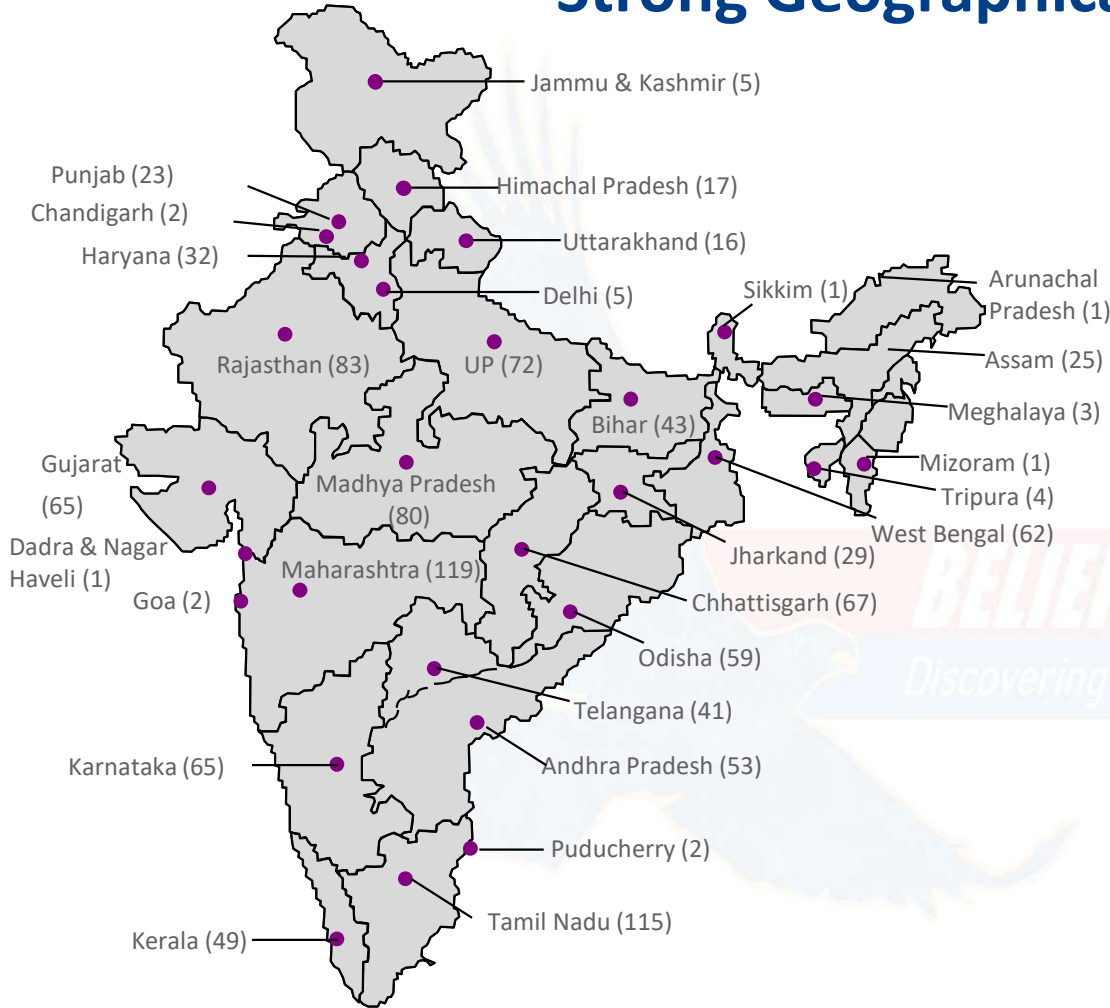 Strong Geographica
Jammu & Kashmir (5)
Punjab (23)
Himachal Pradesh (17)
Chandigarh (2)
Uttarakhand (16)
Haryana (32)
Delhi (5)
Sikkim (1)
Arunachal
Pradesh (1)
Rajasthan (83)
UP (72)
Assam (25)
Bihar (43)
Meghalaya (3)
Gujarat
(65)
Madhya Pradesh
(80)
Mizoram (1)
Tripura (4)
West Bengal (62)
Dadra & Nagar
Haveli (1)
Jharkand (29)
Maharashtra (119)
Goa (2)
Chhattisgarh (67)
Odisha (59)
Telangana (41)
Karnataka (65)
Andhra Pradesh (53)
Puducherry (2)
Tamil Nadu (115)
Kerala (49)
Discovering